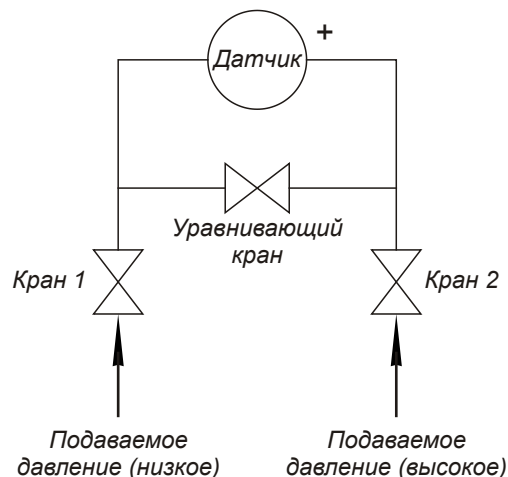 Датчик +
Уравнивающий
кран
Кран 1
Кран 2
Подаваемое
давление (низкое)
Подаваемое
давление (высокое)